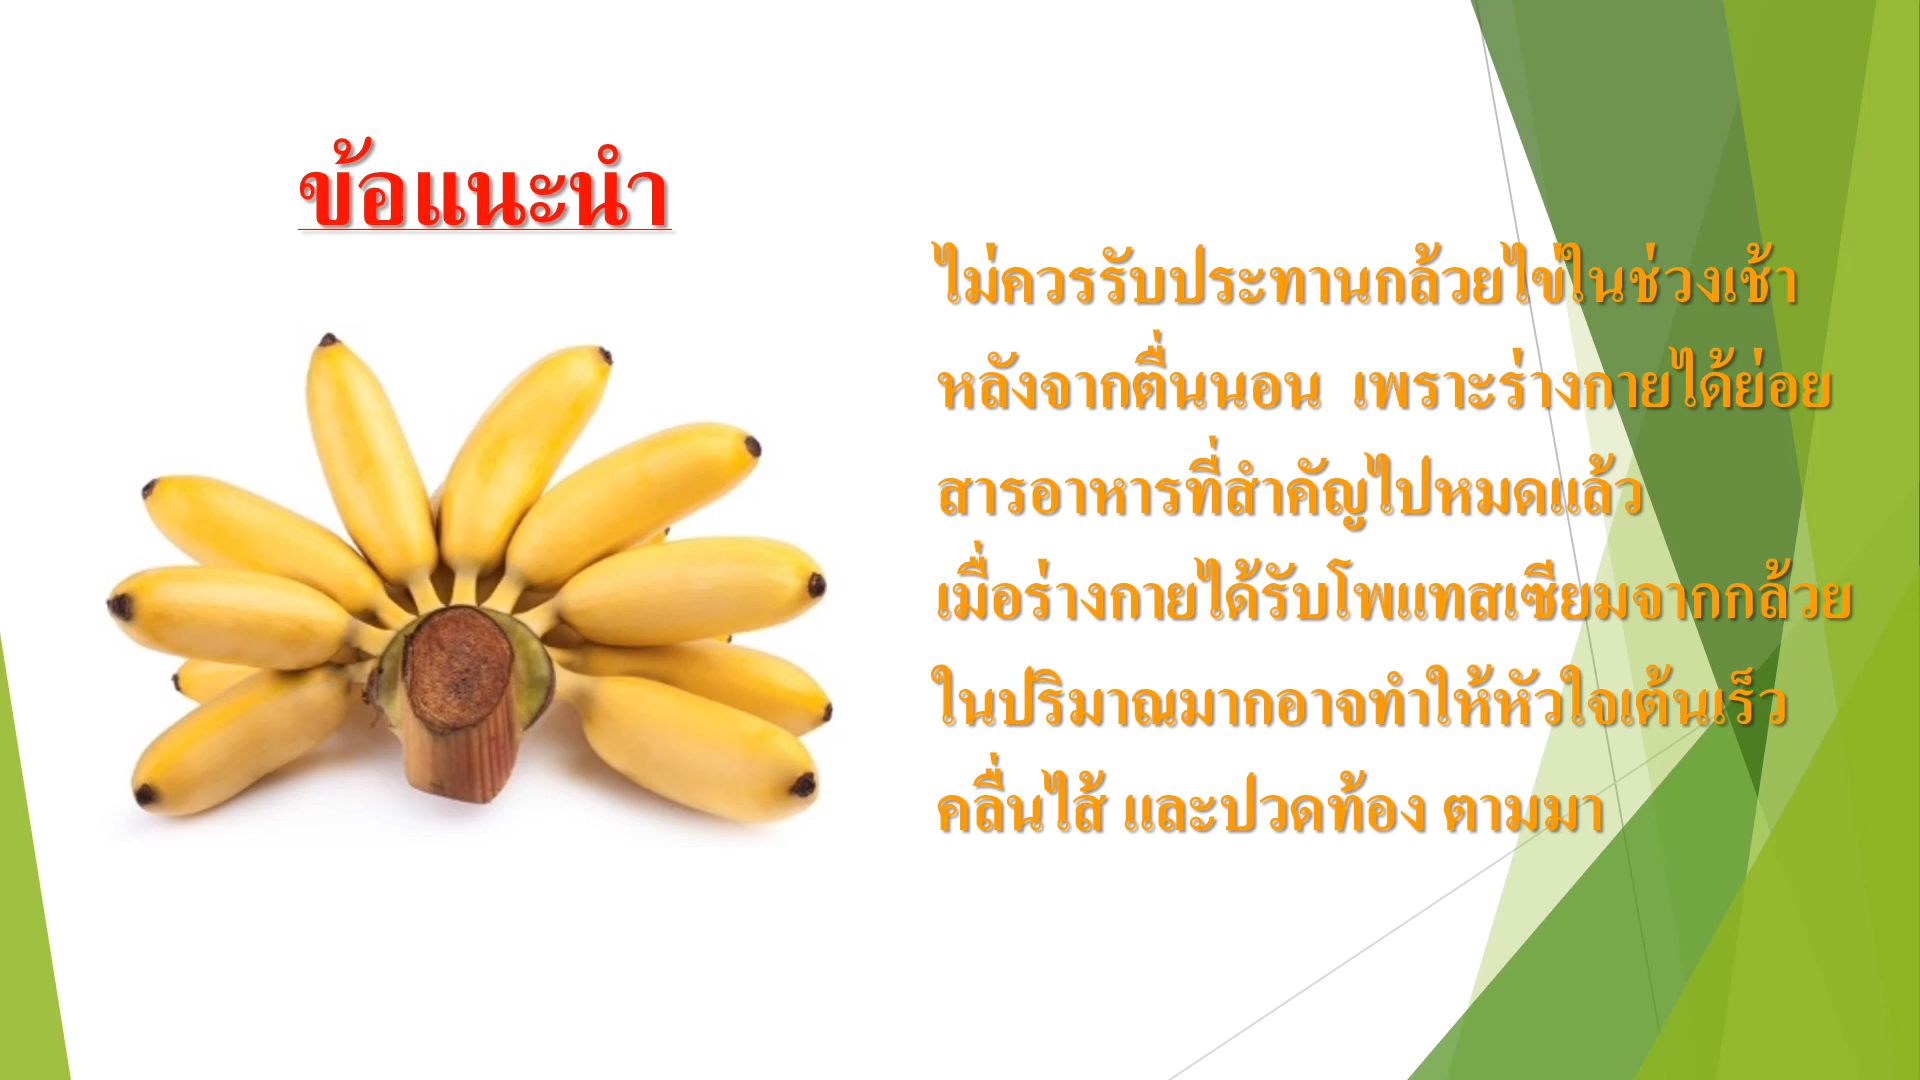 ข้อแนะนำ
ไม่ควรรับประทานกล้วยไข่ในช่วงเช้า
หลังจากตื่นนอน เพราะร่างกายได้ย่อย
สารอาหารที่สำคัญไปหมดแล้ว
เมื่อร่างกายได้รับโพแทสเซียมจากกล้วย
ในปริมาณมากอาจทำให้หัวใจเต้นเร็ว
คลื่นไส้ และปวดท้อง ตามมา